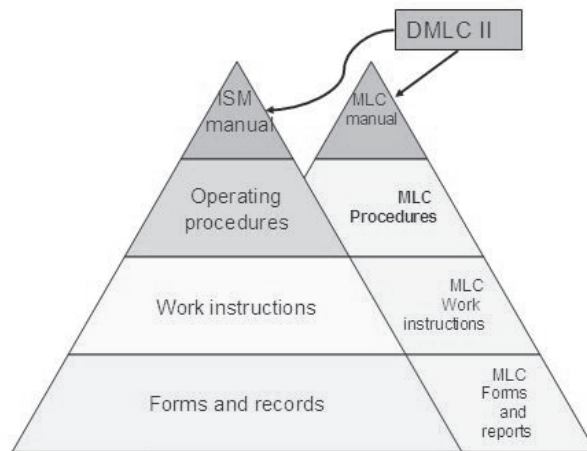 DMLC II
ISM
manual
MLC
manual
Operating
procedures
MLC
Procedures
Work instructions
MLC
Work
instructions
Forms and records
MLC
Forms
and
reports